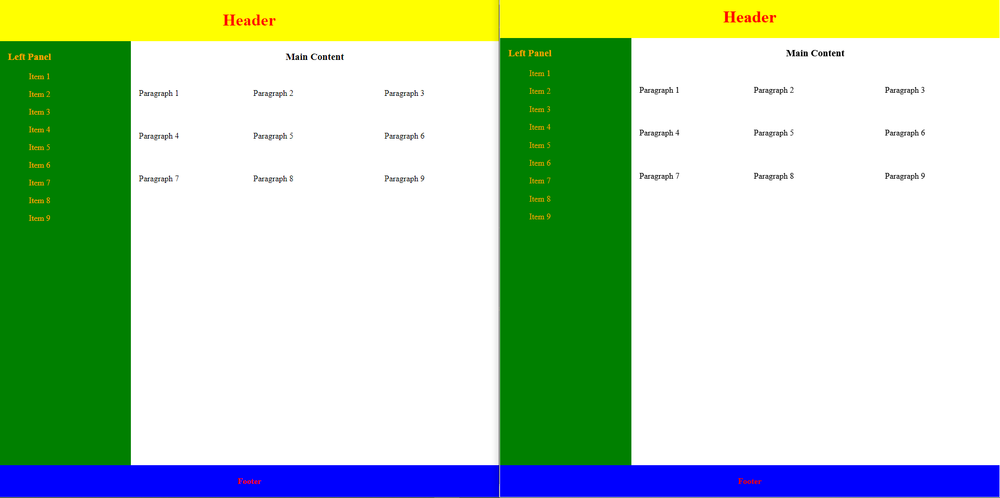 Header
Left Panel
Main Content
Item 1
Item 2
Item 3
Item 4
Item 5
Item 6
Item 7
Item 8
Item 9
Paragraph 1 Paragraph 2 Paragraph 3
Paragraph 4 Paragraph 5 Paragraph 6
Paragraph 7 Paragraph 8 Paragraph 9
Footer
Header
Left Panel
Main Content
Item 1
Item 2
Item 3
Item 4
Item 5
Item 6
Item 7
Item 8
Item 9
Paragraph 1 Paragraph 2 Paragraph 3
Paragraph 4 Paragraph 5 Paragraph 6
Paragraph 7 Paragraph 8 Paragraph 9
Footer